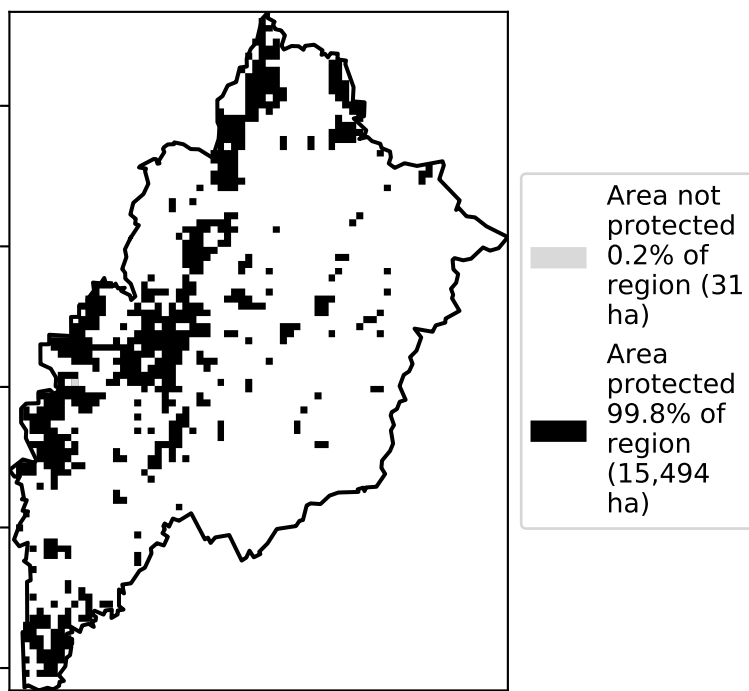 Area not
protected
0.2% of
region (31
ha)
Area
protected
99.8% of
region
(15,494
ha)